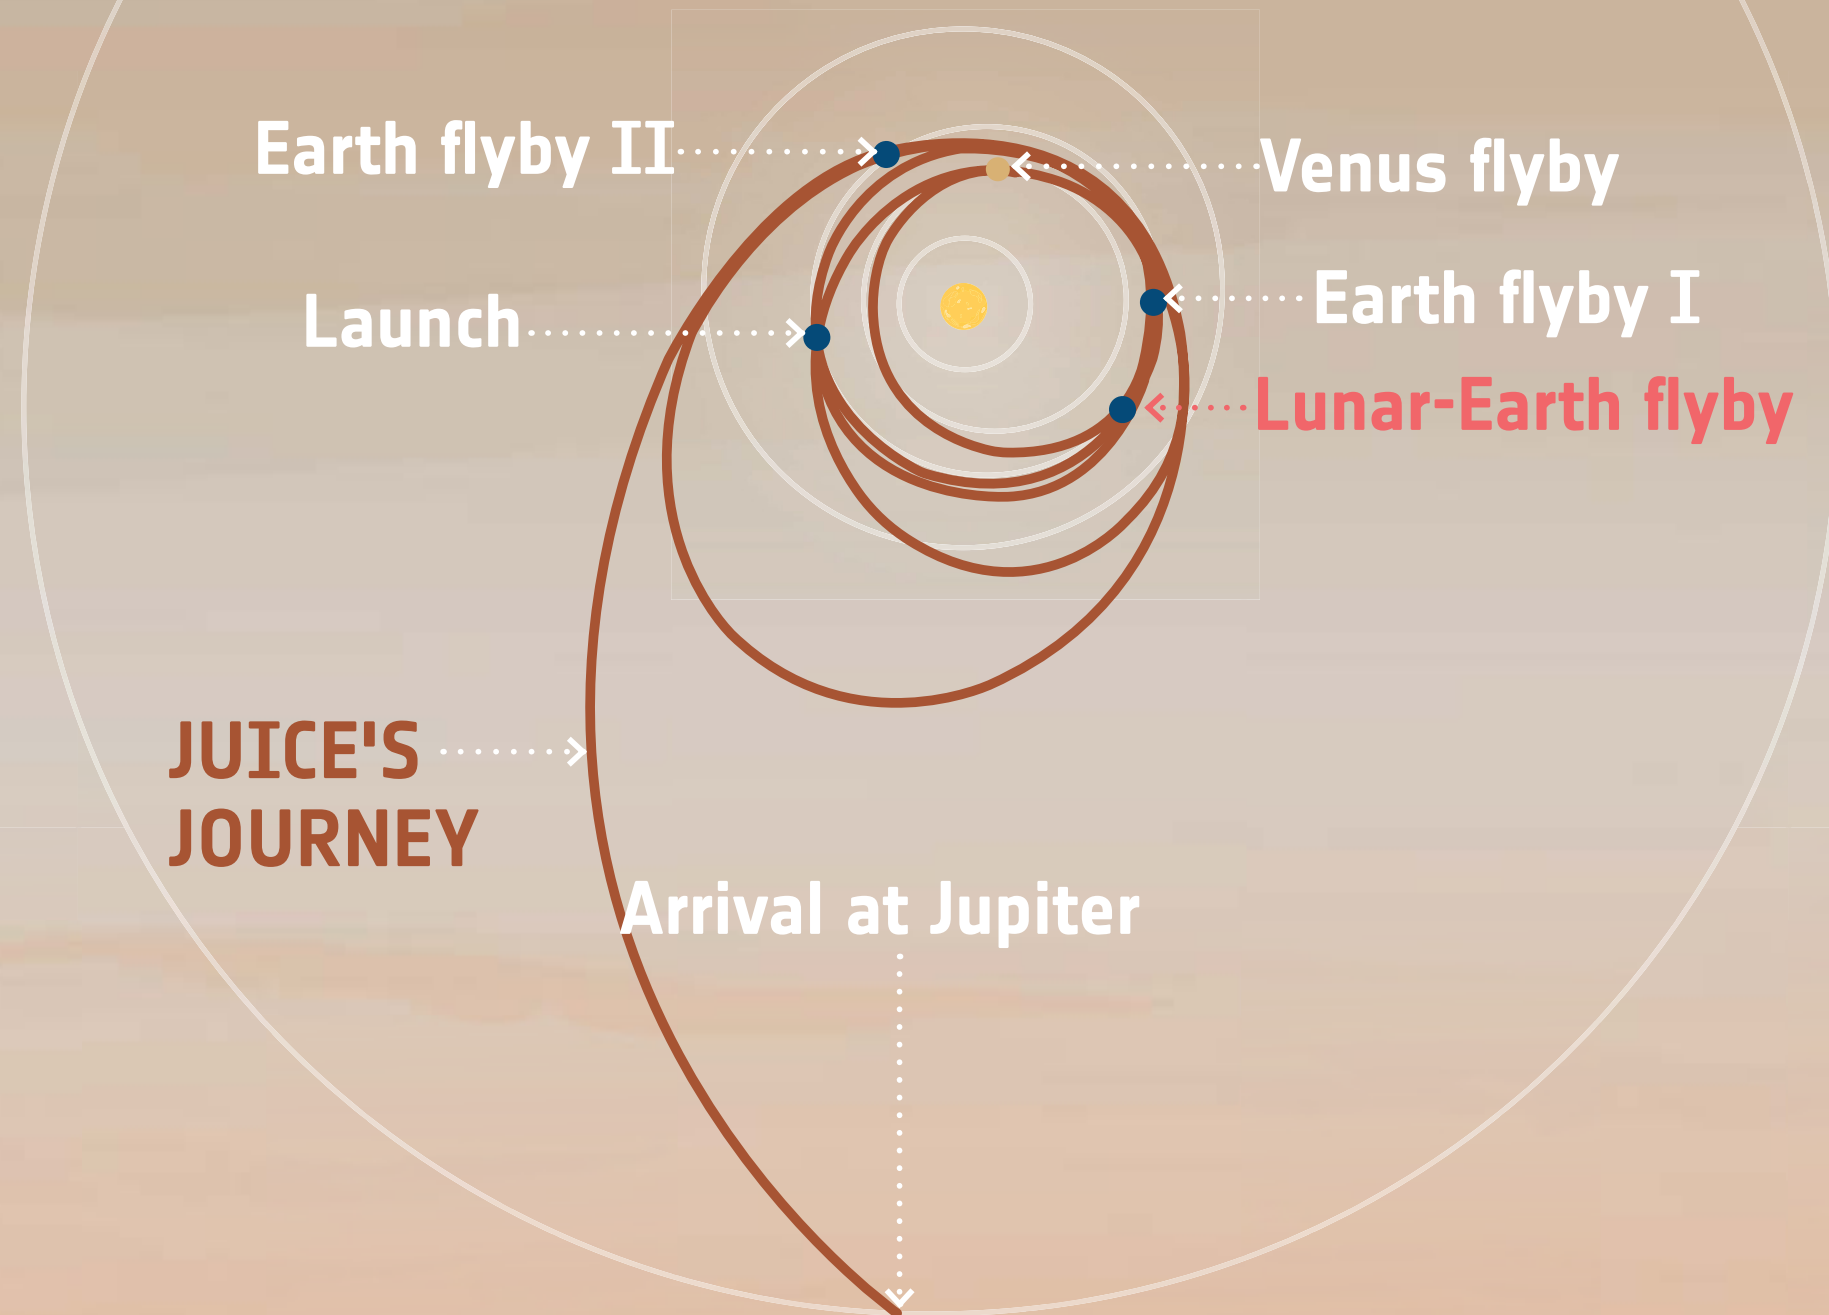 Earth flyby II
Venus flyby
Launch
Earth flyby I
Lunar-Earth flyby
JUICE'S
JOURNEY
Arrival at Jupiter